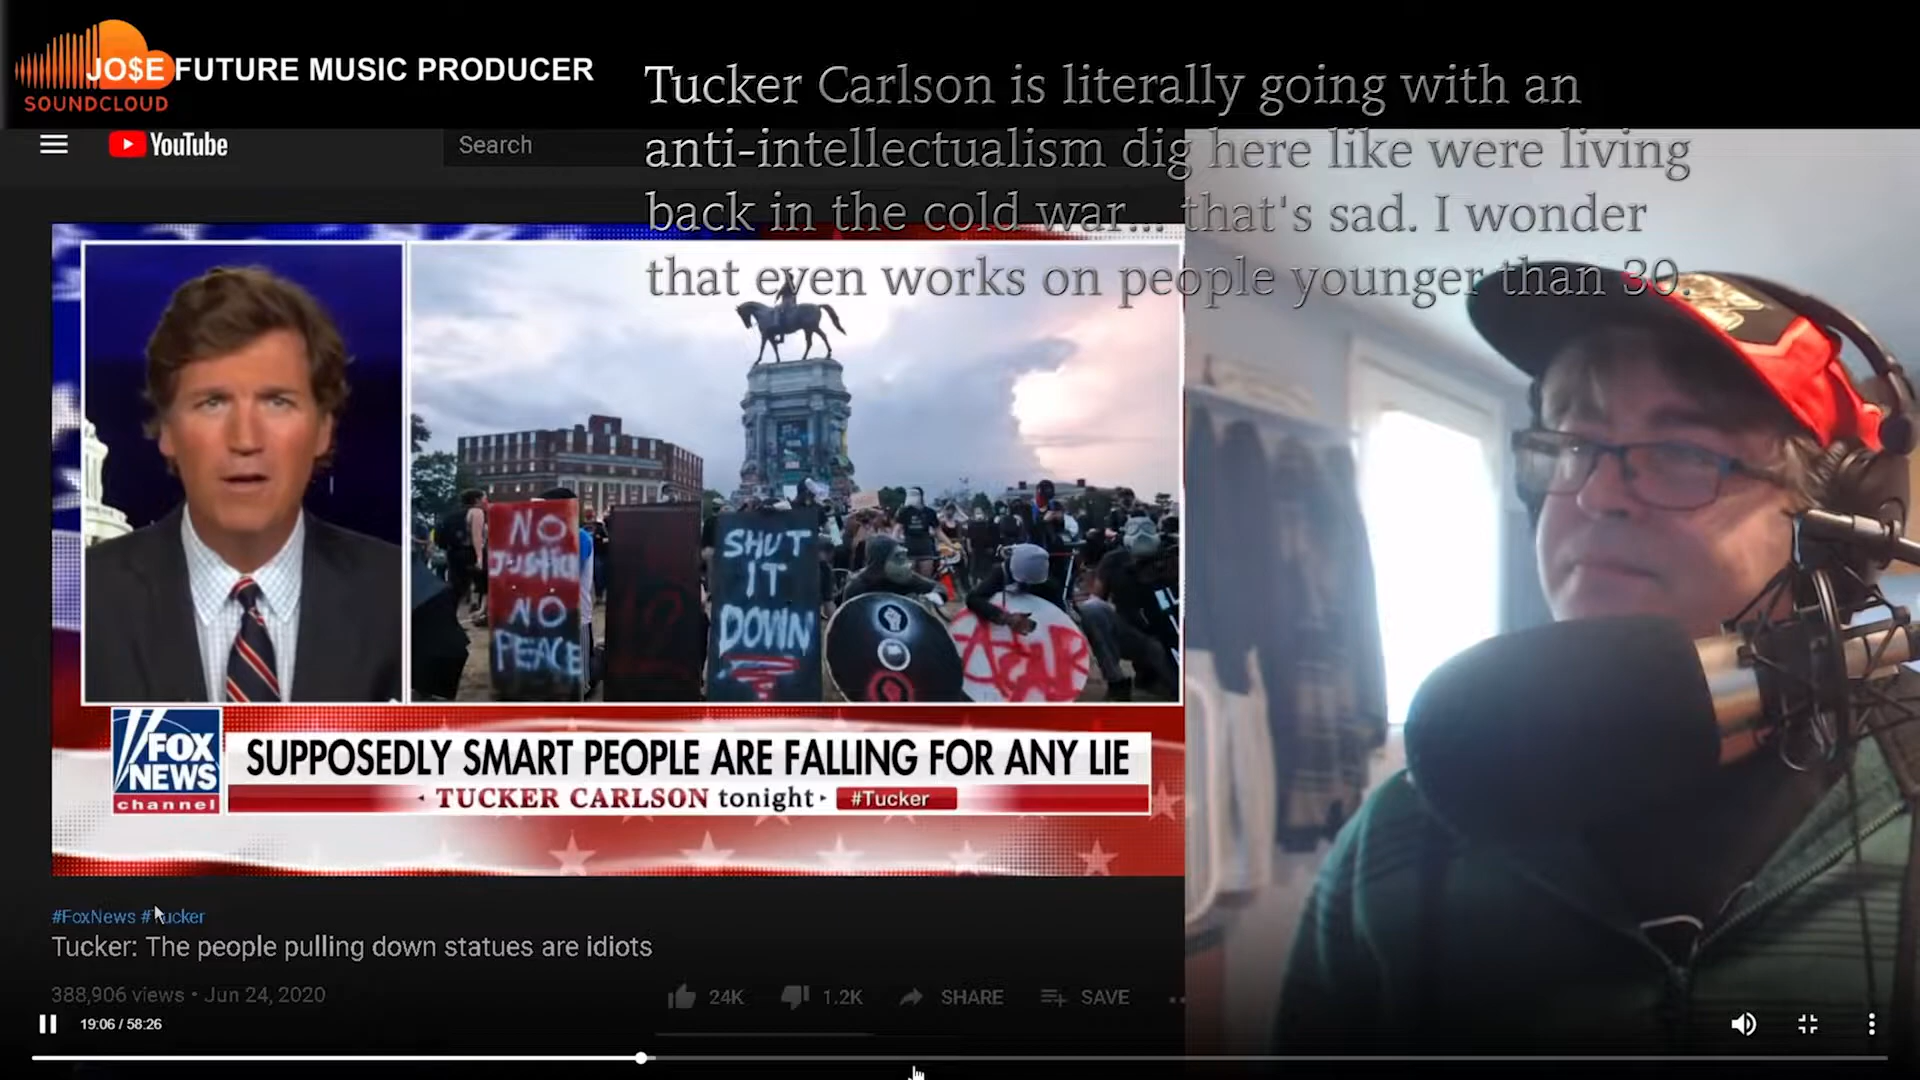 JO$E FUTURE MUSIC PRODUCER
SOUNDCLOUD
Tucker Carlson is literally going with an
anti-intellectualism dig here like were living
back in the cold war... that's sad. I wonder
that even works on people younger than 30.
YouTube
Search
NO
JUSTICE
NO
PEACE
SHUT
IT
DOWN
FOX
NEWS
channel
SUPPOSEDLY SMART PEOPLE ARE FALLING FOR ANY LIE
TUCKER CARLSON tonight
#Tucker
#FoxNews #Tucker
Tucker: The people pulling down statues are idiots
388,906 views • Jun 24, 2020
24K
1.2K
SHARE
SAVE
19:06 / 58:26